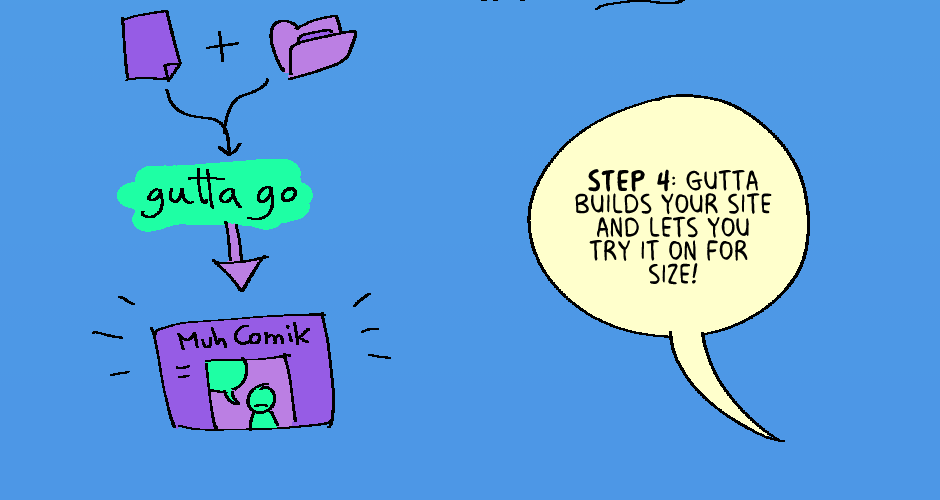 gutta go
Muh Comik
STEP 4: GUTTA
BUILDS YOUR SITE
AND LETS YOU
TRY IT ON FOR
SIZE!